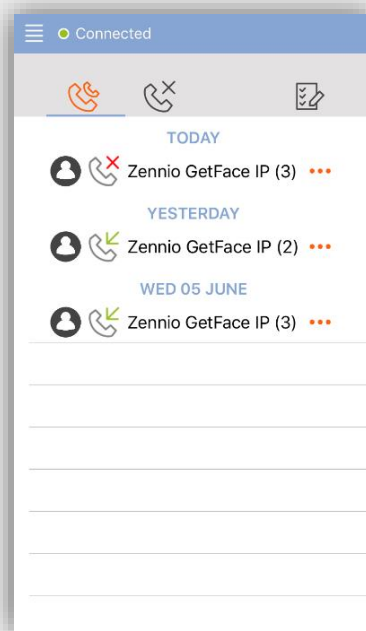 Connected
TODAY
Zennio GetFace IP (3)
YESTERDAY
Zennio GetFace IP (2)
WED 05 JUNE
Zennio GetFace IP (3)